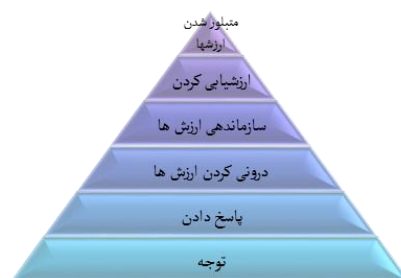 متبلور شدن
ارزشها
ارزشیابی کردن
سازماندهی ارزش ها
درونی کردن ارزش ها
پاسخ دادن
توجه